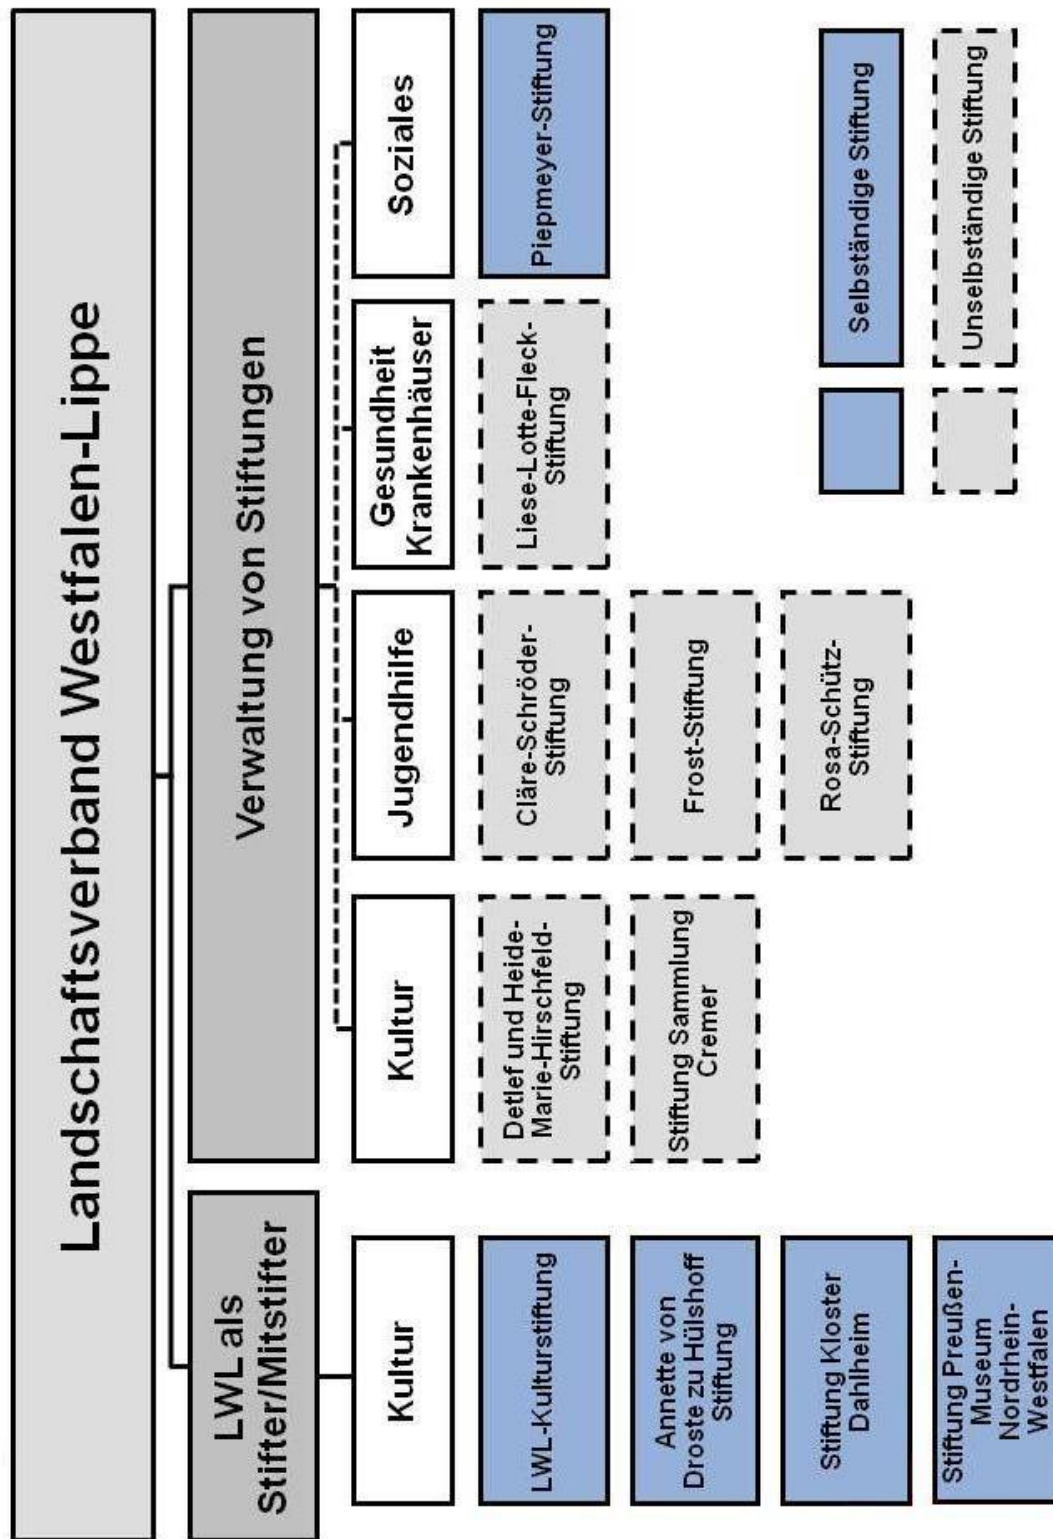 Landschaftsverband Westfalen-Lippe
LWL als
Stifter/Mitstifter
Verwaltung von Stiftungen
Kultur
Kultur
Jugendhilfe
Gesundheit
Krankenhäuser
Soziales
LWL-Kulturstiftung
Annette von
Droste zu Hülshoff
Stiftung
Stiftung Kloster
Dahlheim
Stiftung Preußen-
Museum
Nordrhein-
Westfalen
Detlef und Heide-
Marie-Hirschfeld-
Stiftung
Stiftung Sammlung
Cremer
Cläre-Schröder-
Stiftung
Frost-Stiftung
Rosa-Schütz-
Stiftung
Liese-Lotte-Fleck-
Stiftung
Piepmeyer-Stiftung
Selbständige Stiftung
Unselbständige Stiftung